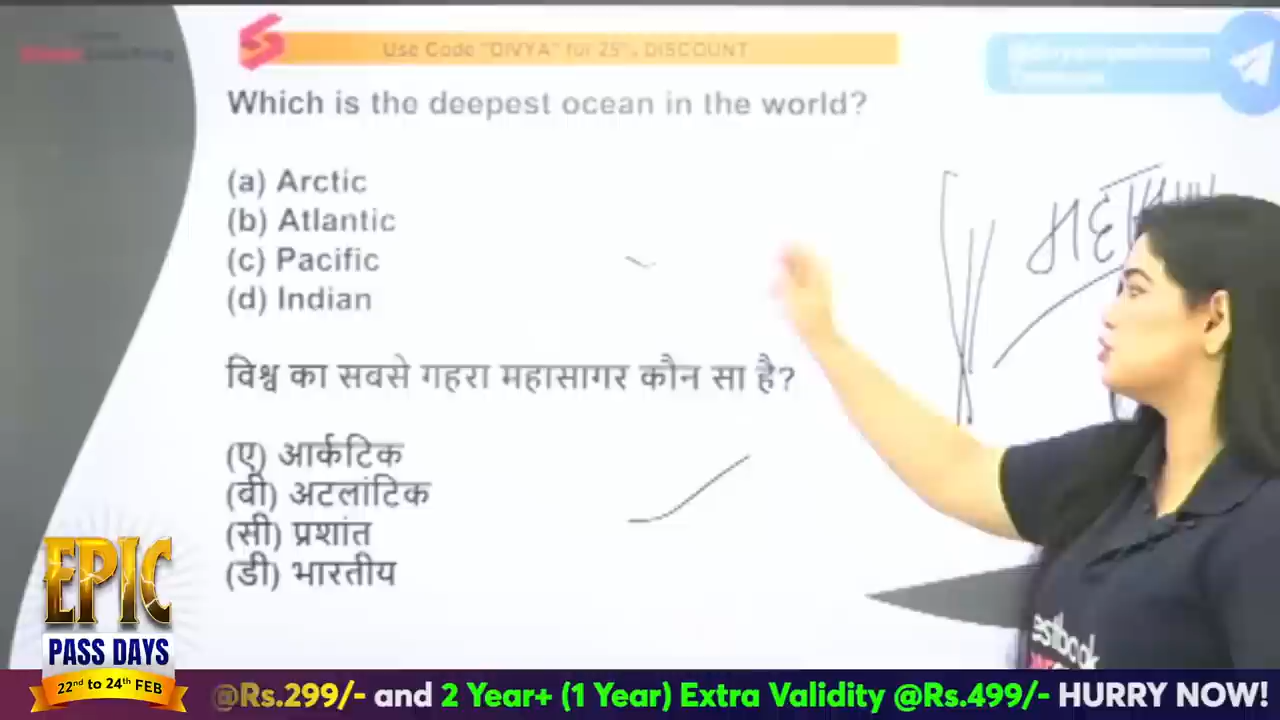 Use Code "DIVYA" for 25% DISCOUNT
Which is the deepest ocean in the world?
(a) Arctic
(b) Atlantic
(c) Pacific
(d) Indian
विश्व का सबसे गहरा महासागर कौन सा है?
(ए) आर्कटिक
(बी) अटलांटिक
(सी) प्रशांत
(डी) भारतीय
estbook
EPIC
PASS DAYS
22nd to 24th FEB
@Rs.299/- and 2 Year+ (1 Year) Extra Validity @Rs.499/- HURRY NOW!